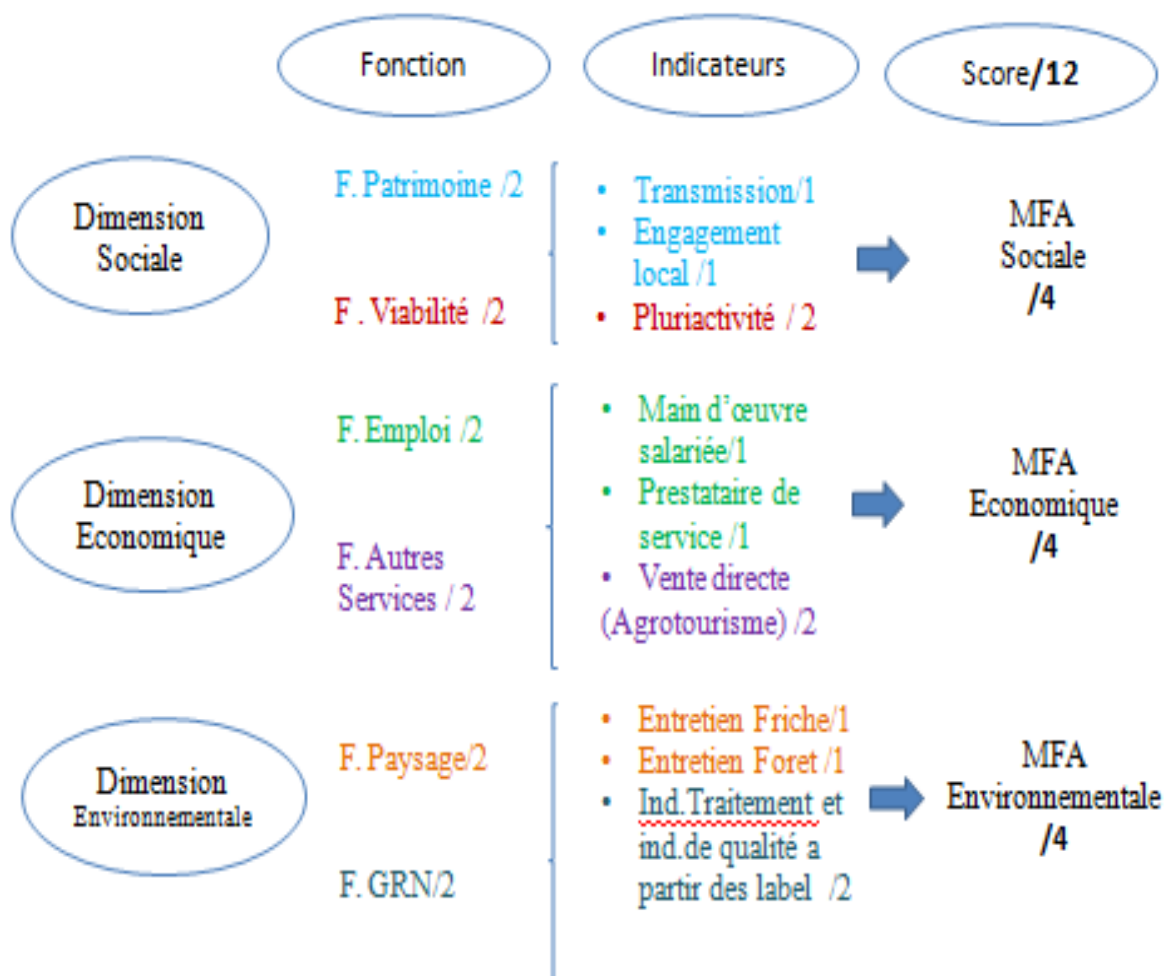 Fonction
Indicateurs
Score/12
Dimension
Sociale
F. Patrimoine /2
F . Viabilité /2
• Transmission/1
• Engagement
local /1
• Pluriactivité / 2
MFA
Sociale
/4
Dimension
Economique
F. Emploi /2
F. Autres
Services / 2
• Main d’œuvre
salariée/1
• Prestataire de
service /1
• Vente directe
(Agrotourisme) /2
MFA
Economique
/4
Dimension
Environnementale
F. Paysage/2
F. GRN/2
• Entretien Friche/1
• Entretien Foret /1
• Ind.Traitement et
ind.de qualité a
partir des label /2
MFA
Environnementale
/4